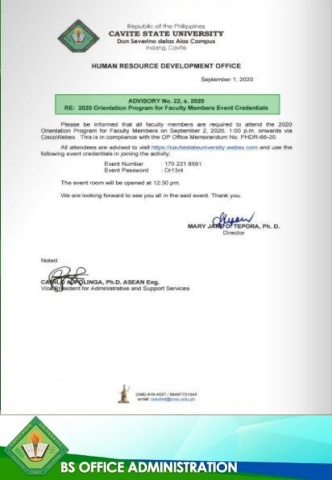 Republic of the Philippines
CAVITE STATE UNIVERSITY
Don Severino delas Alas Campus
Indang, Cavite
HUMAN RESOURCE DEVELOPMENT OFFICE
September 1, 2020
ADVISORY No. 22, s. 2020
RE: 2020 Orientation Program for Faculty Members Event Credentials
Please be informed that all faculty members are required to attend the 2020
Orientation Program for Faculty Members on September 2, 2020, 1:00 p.m. onwards via
CiscoWebex. This is in compliance with the OP Office Memorandum No. PHDR-66-20.
All attendees are advised to visit https://cavitestateuniversity.webex.com and use the
following event credentials in joining the activity.
Event Number : 170 221 8591
Event Password : Or13nt
The event room will be opened at 12:30 pm.
We are looking forward to see you all in the said event. Thank you.
MARY TEPORA, Ph. D.
Director
Noted:
POLINGA, Ph.D. ASEAN Eng.
Vice President for Administrative and Support Services
BS OFFICE ADMINISTRATION